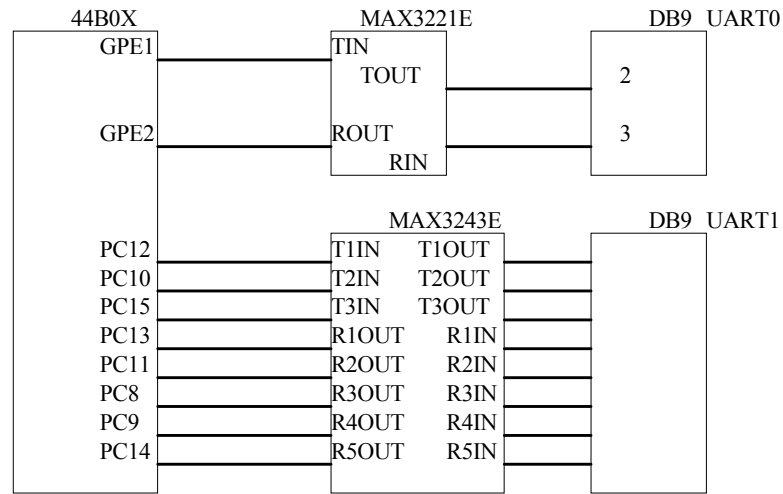 44B0X MAX3221E DB9 UART0
GPE1 TIN
TOUT 2
GPE2 ROUT 3
RIN
MAX3243E DB9 UART1
PC12 T1IN T1OUT
PC10 T2IN T2OUT
PC15 T3IN T3OUT
PC13 R1OUT R1IN
PC11 R2OUT R2IN
PC8 R3OUT R3IN
PC9 R4OUT R4IN
PC14 R5OUT R5IN